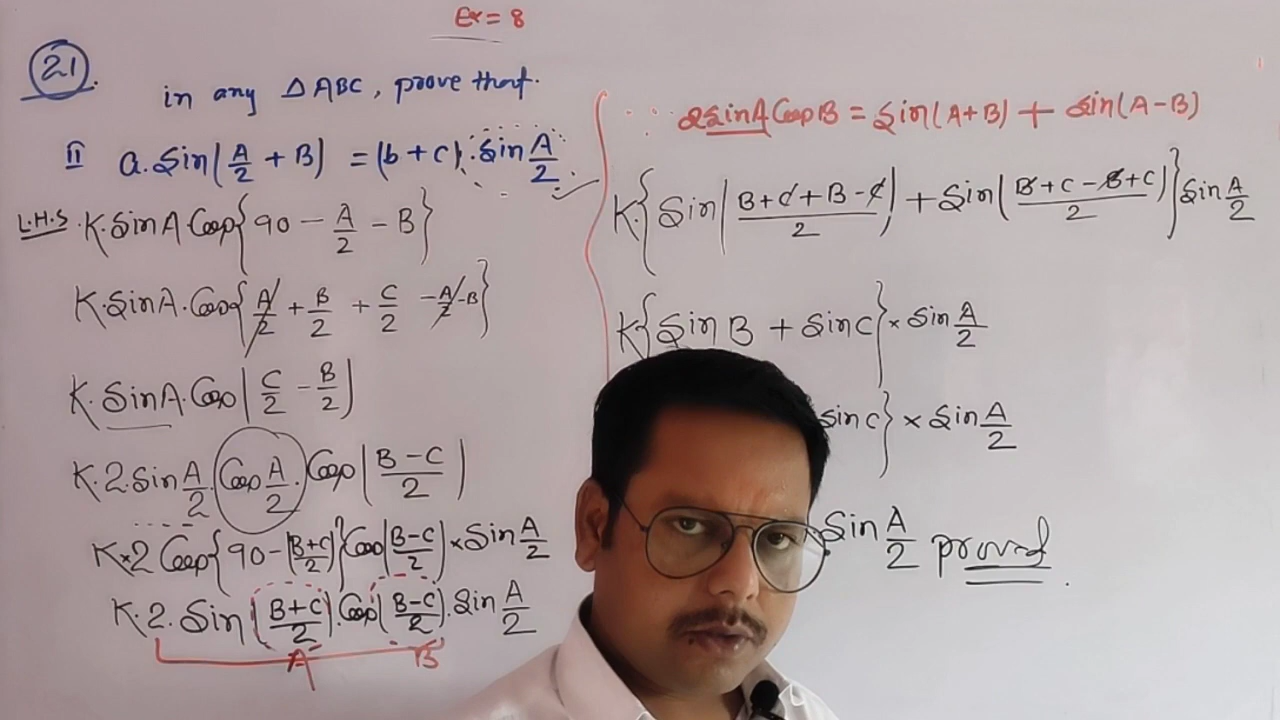 Ex = 8
21.
in any △ABC, prove that.
II a.Sin(A/2 + B) = (b+c).Sin A/2
L.H.S K.SinA Cos{90 - A/2 - B}
K.SinA.Cos{A/2 + B/2 + C/2 - A/2 - B}
K.SinA.Cos(C/2 - B/2)
K.2.Sin A/2.Cos A/2.Cos(B-C/2)
K×2 Cos{90-(B+C/2)}Cos(B-C/2)×Sin A/2
K.2.Sin(B+C/2).Cos(B-C/2).Sin A/2
A B
∵ 2SinA CosB = Sin(A+B) + Sin(A-B)
K.{Sin(B+C+B-C/2) + Sin(B+C-B+C/2)}Sin A/2
K{Sin B + Sin C} × Sin A/2
Sin C} × Sin A/2
Sin A/2 proved.